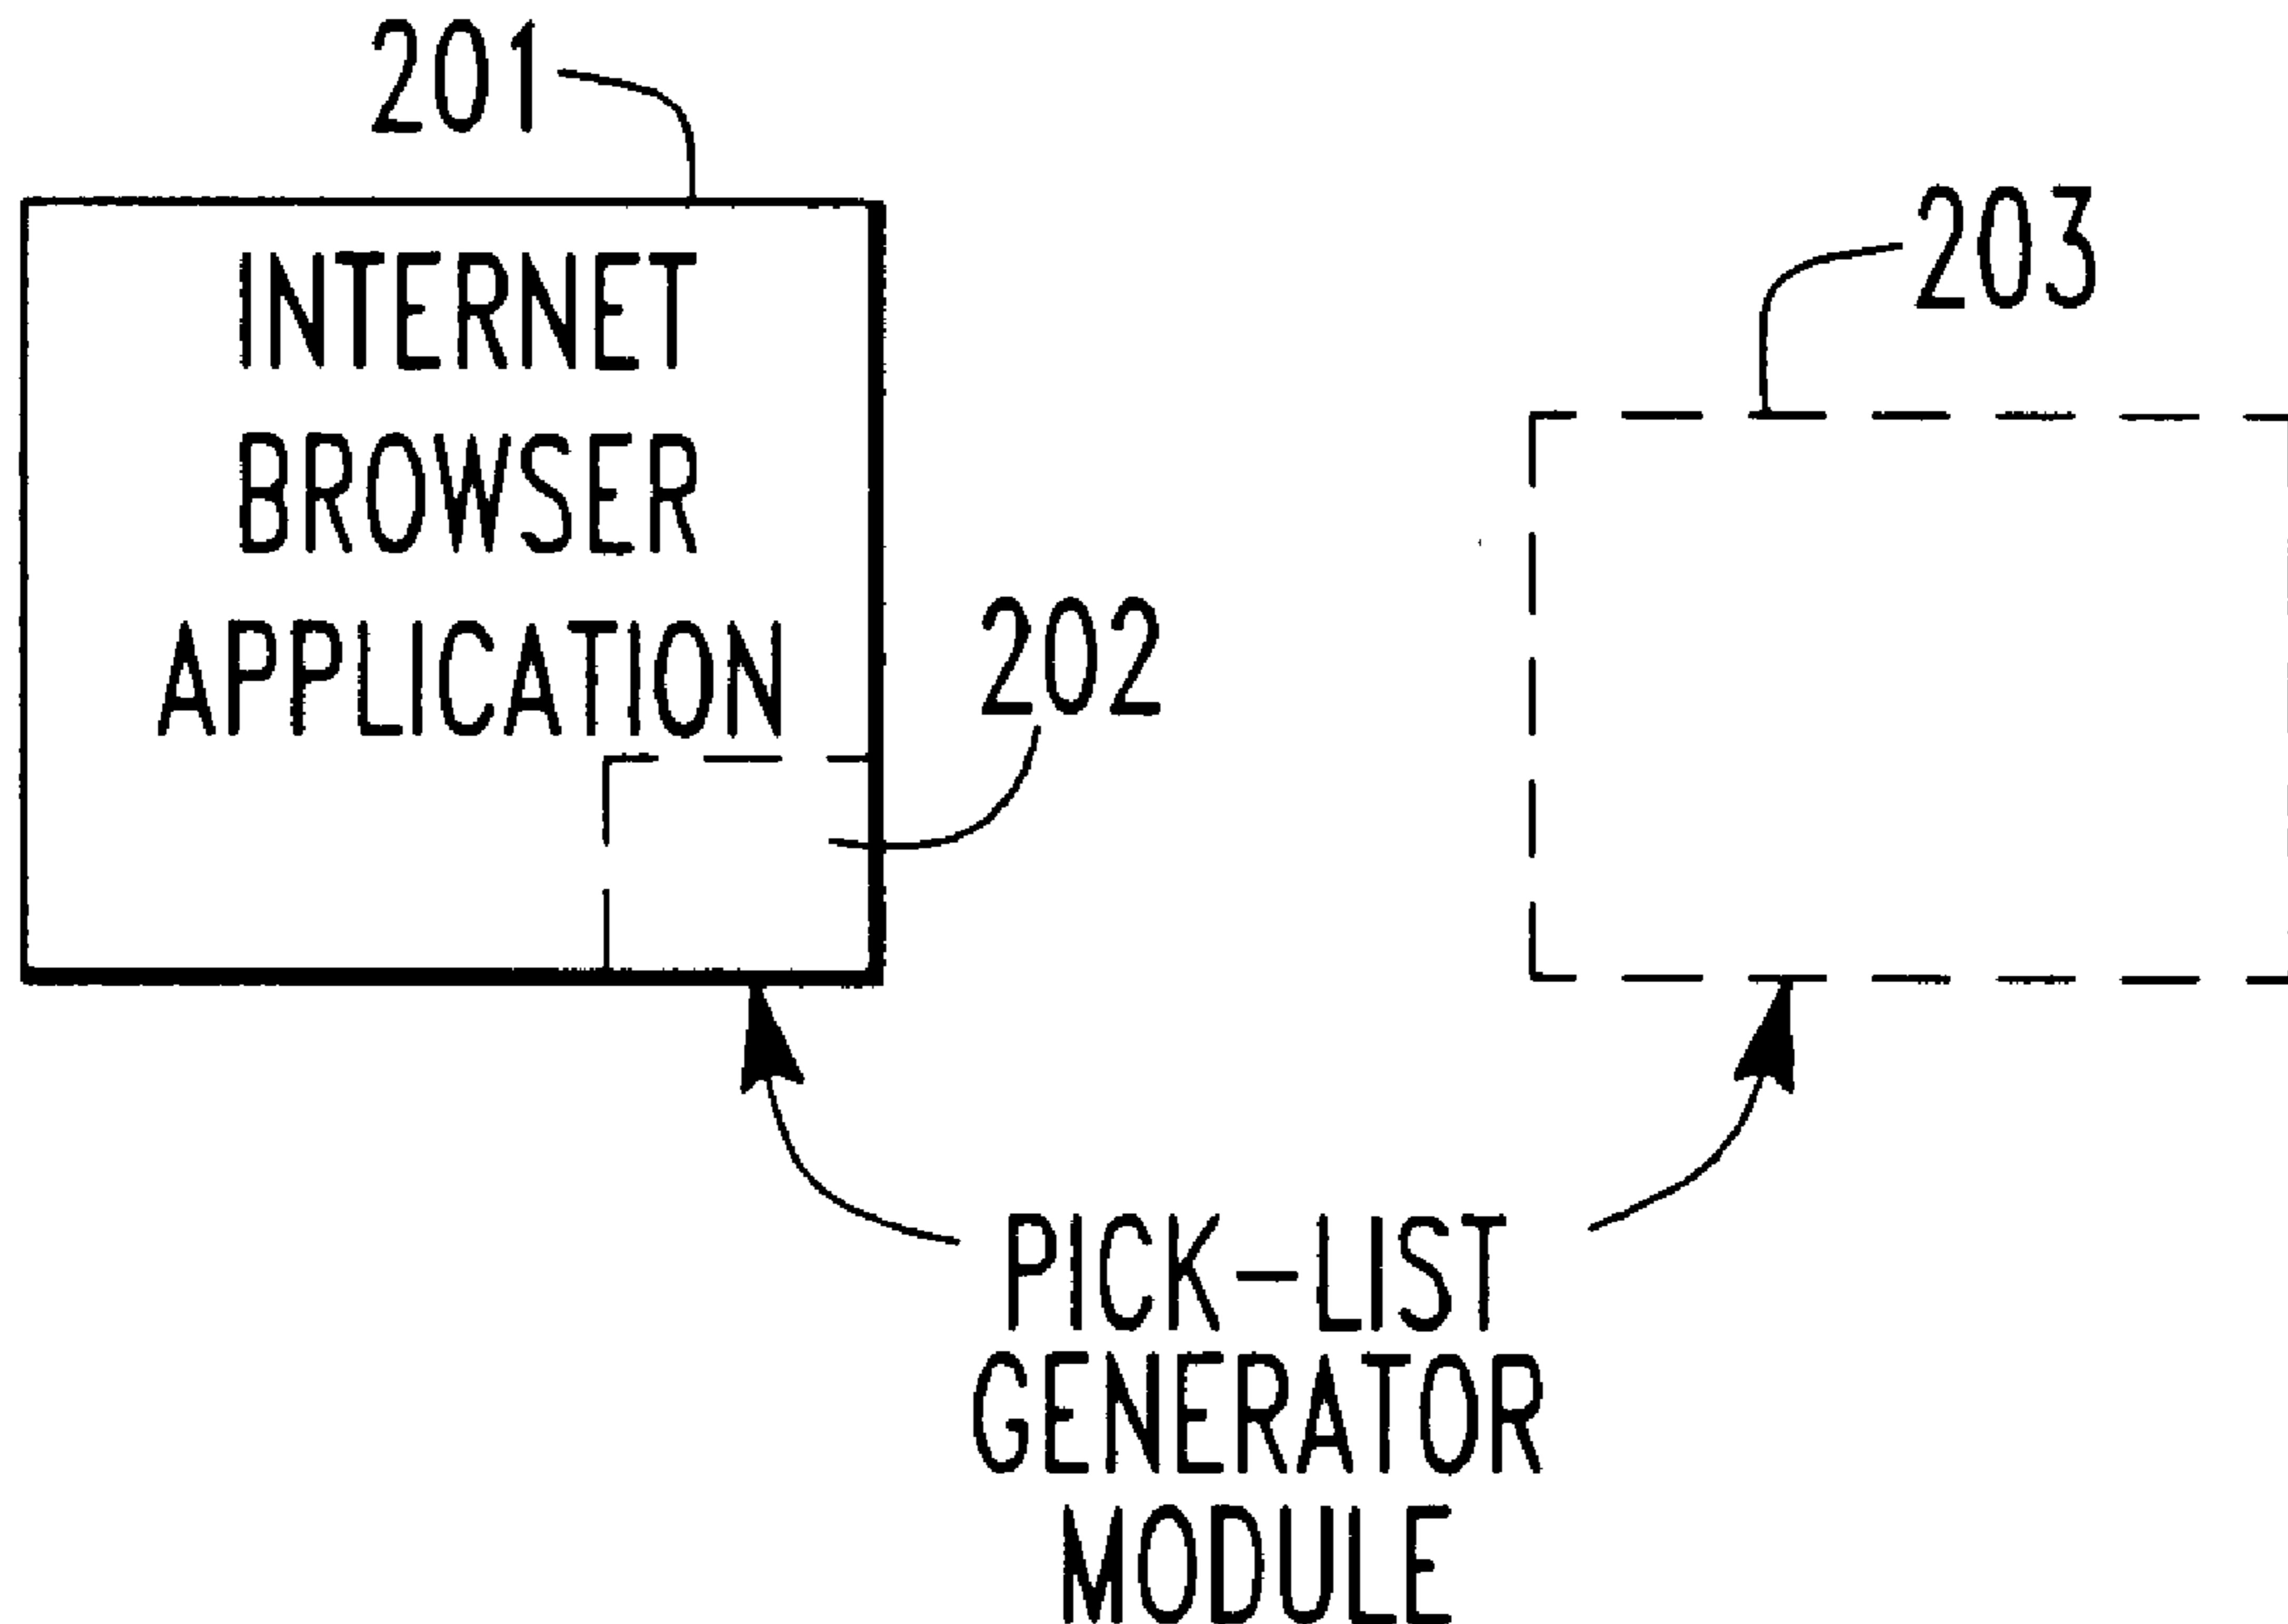 201
203
INTERNET
BROWSER
APPLICATION
202
PICK-LIST
GENERATOR
MODULE